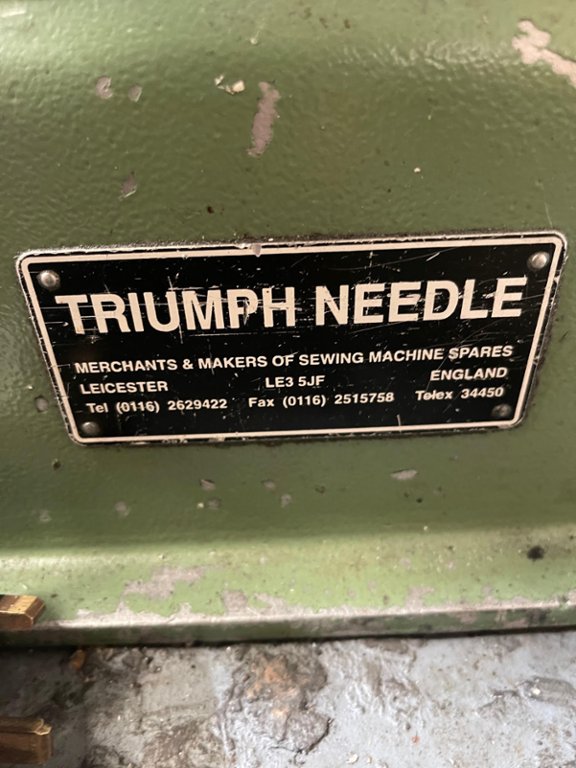 TRIUMPH NEEDLE
MERCHANTS & MAKERS OF SEWING MACHINE SPARES
LEICESTER LE3 5JF ENGLAND
Tel (0116) 2629422 Fax (0116) 2515758 Telex 34450